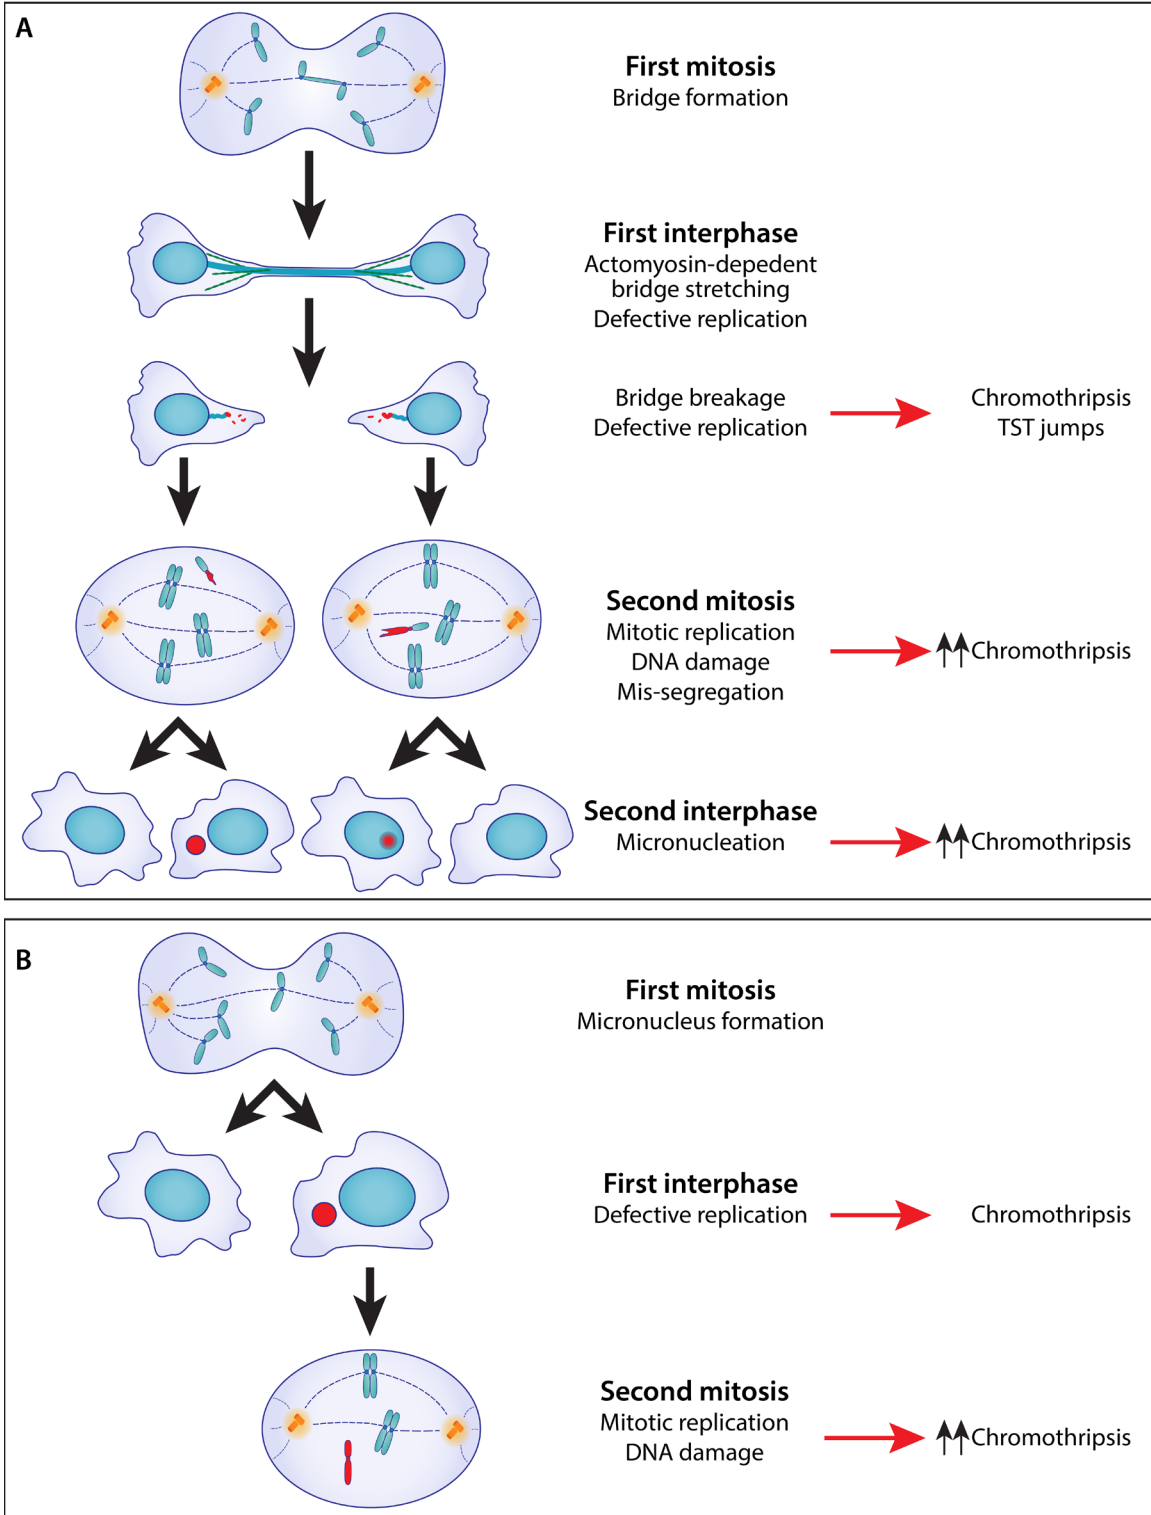 A
First mitosis
Bridge formation
First interphase
Actomyosin-depedent
bridge stretching
Defective replication
Bridge breakage
Defective replication
Chromothripsis
TST jumps
Second mitosis
Mitotic replication
DNA damage
Mis-segregation
Chromothripsis
Second interphase
Micronucleation
Chromothripsis
B
First mitosis
Micronucleus formation
First interphase
Defective replication
Chromothripsis
Second mitosis
Mitotic replication
DNA damage
Chromothripsis